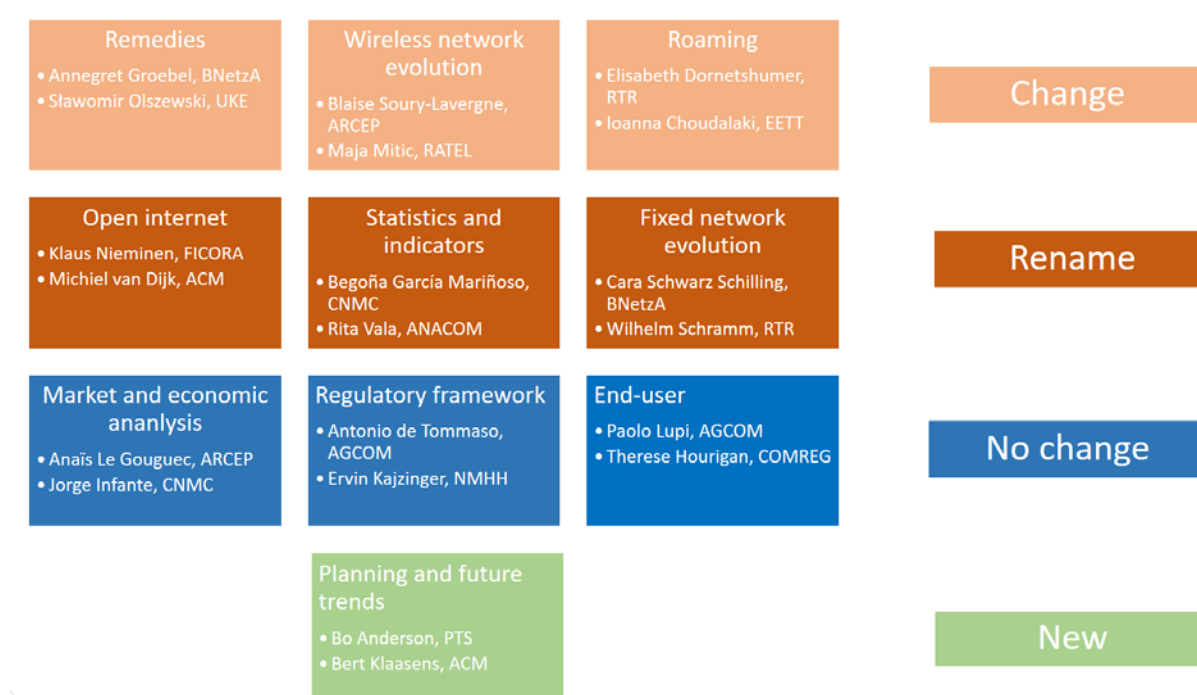 Remedies
• Annegret Groebel, BNetzA
• Sławomir Olszewski, UKE
Wireless network
evolution
• Blaise Soury-Lavergne,
ARCEP
• Maja Mitic, RATEL
Roaming
• Elisabeth Dornetshumer,
RTR
• Ioanna Choudalaki, EETT
Change
Open internet
• Klaus Nieminen, FICORA
• Michiel van Dijk, ACM
Statistics and
indicators
• Begoña García Mariñoso,
CNMC
• Rita Vala, ANACOM
Fixed network
evolution
• Cara Schwarz Schilling,
BNetzA
• Wilhelm Schramm, RTR
Rename
Market and economic
ananlysis
• Anaïs Le Gouguec, ARCEP
• Jorge Infante, CNMC
Regulatory framework
• Antonio de Tommaso,
AGCOM
• Ervin Kajzinger, NMHH
End-user
• Paolo Lupi, AGCOM
• Therese Hourigan, COMREG
No change
Planning and future
trends
• Bo Anderson, PTS
• Bert Klaasens, ACM
New